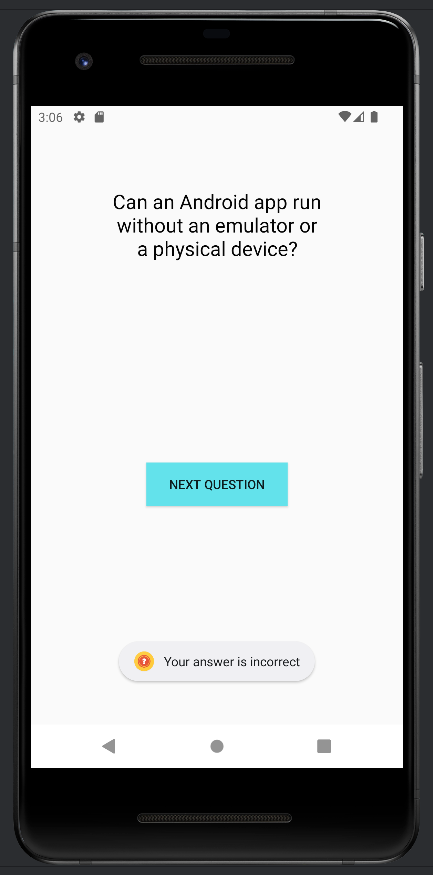 3:06
Can an Android app run
without an emulator or
a physical device?
NEXT QUESTION
Your answer is incorrect